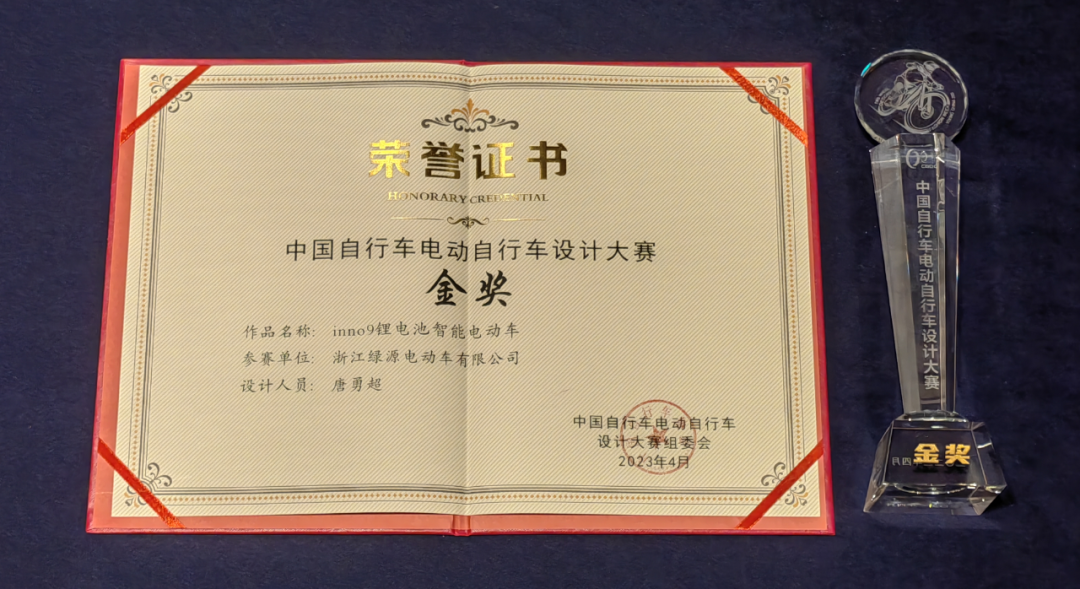 荣誉证书
HONORARY CREDENTIAL
中国自行车电动自行车设计大赛
金奖
作品名称: inno9锂电池智能电动车
参赛单位: 浙江绿源电动车有限公司
设计人员: 唐勇超
中国自行车电动自行车
设计大赛组委会
2023年4月
中国自行车电动自行车设计大赛
金奖